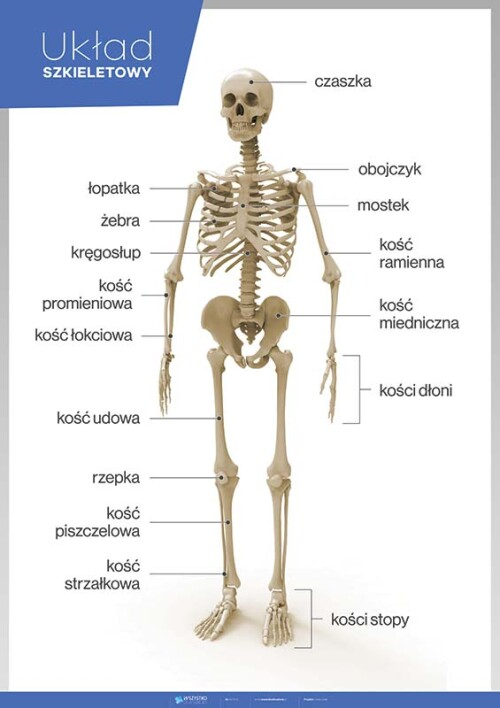 Układ
SZKIELETOWY
czaszka
obojczyk
łopatka
mostek
żebra
kość
ramienna
kręgosłup
kość
promieniowa
kość
miedniczna
kość łokciowa
kości dłoni
kość udowa
rzepka
kość
piszczelowa
kość
strzałkowa
kości stopy